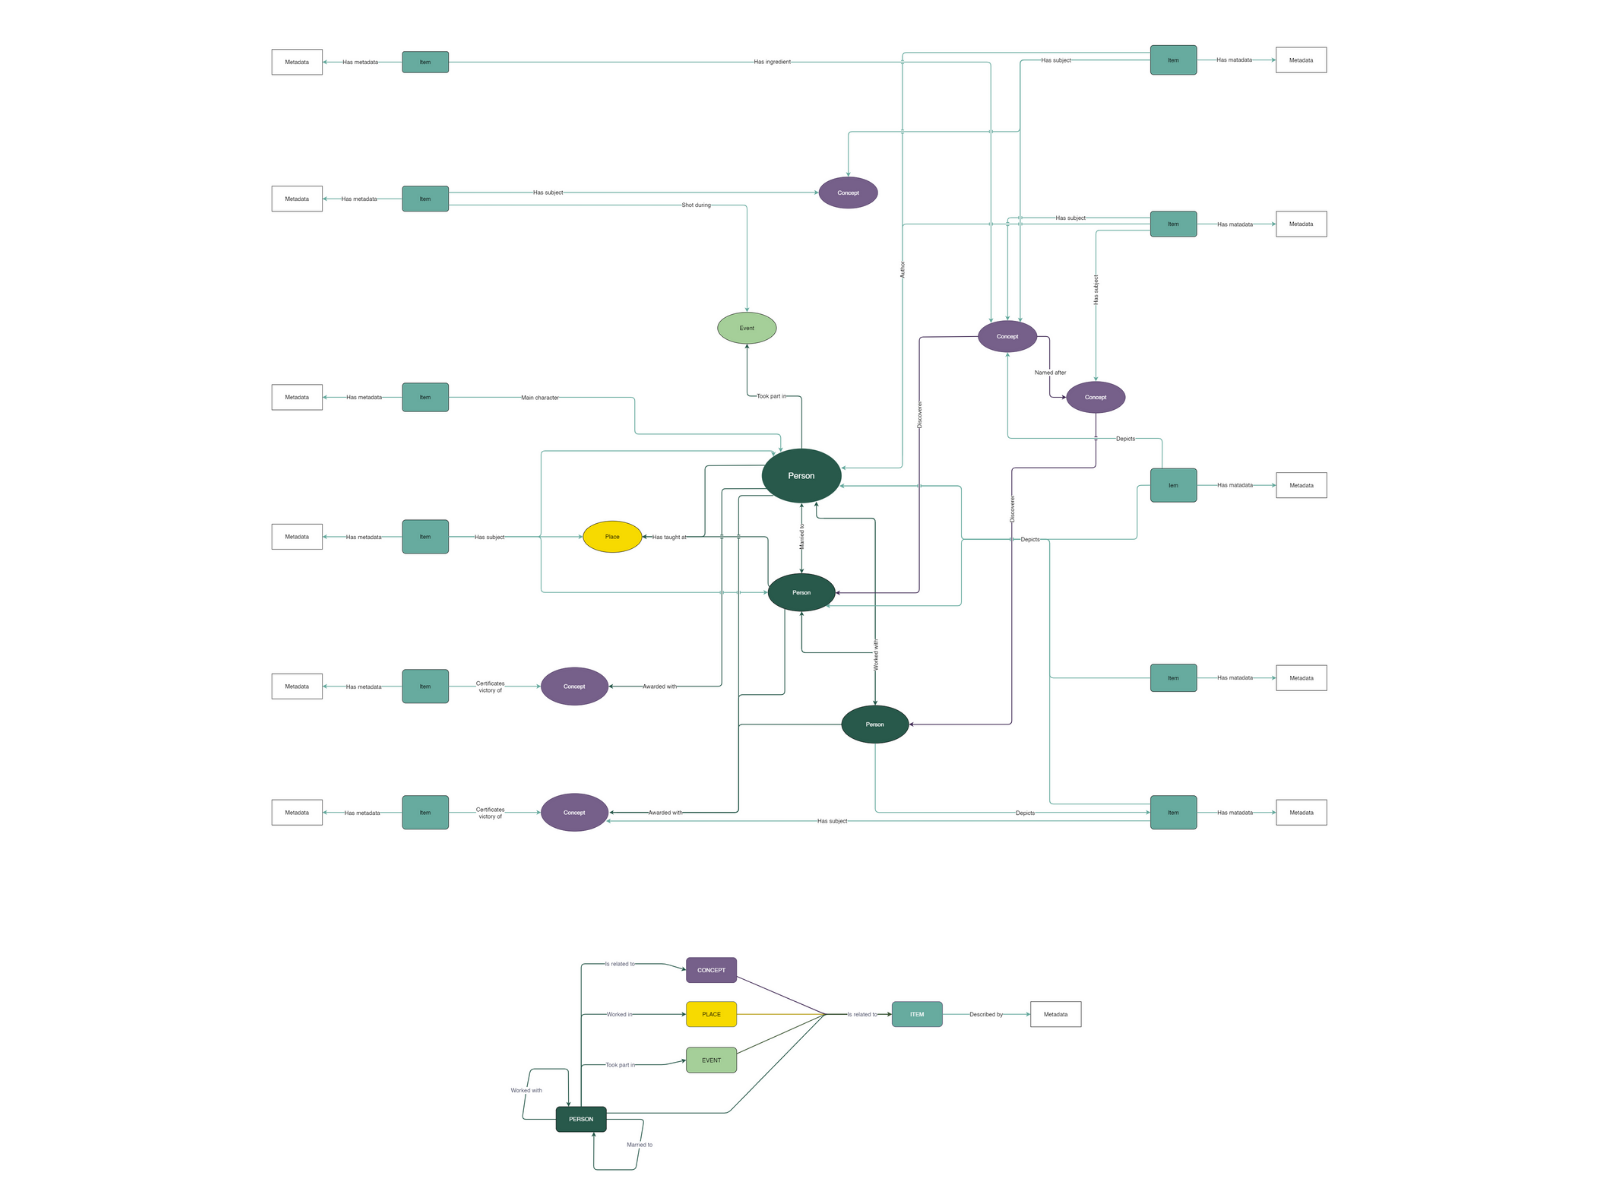 Metadata
Has metadata
Item
Has ingredient
Has subject
Item
Has matadata
Metadata
Metadata
Has metadata
Item
Has subject
Shot during
Concept
Has subject
Item
Has matadata
Metadata
Author
Has subject
Event
Concept
Named after
Concept
Metadata
Has metadata
Item
Main character
Took part in
Discoverer
Depicts
Person
Item
Has matadata
Metadata
Discoverer
Metadata
Has metadata
Item
Has subject
Place
Has taught at
Married to
Depicts
Person
Worked with
Metadata
Has metadata
Item
Certificates
victory of
Concept
Awarded with
Item
Has matadata
Metadata
Person
Metadata
Has metadata
Item
Certificates
victory of
Concept
Awarded with
Has subject
Depicts
Item
Has matadata
Metadata
Is related to
CONCEPT
Worked in
PLACE
Is related to
ITEM
Described by
Metadata
Took part in
EVENT
Worked with
PERSON
Married to